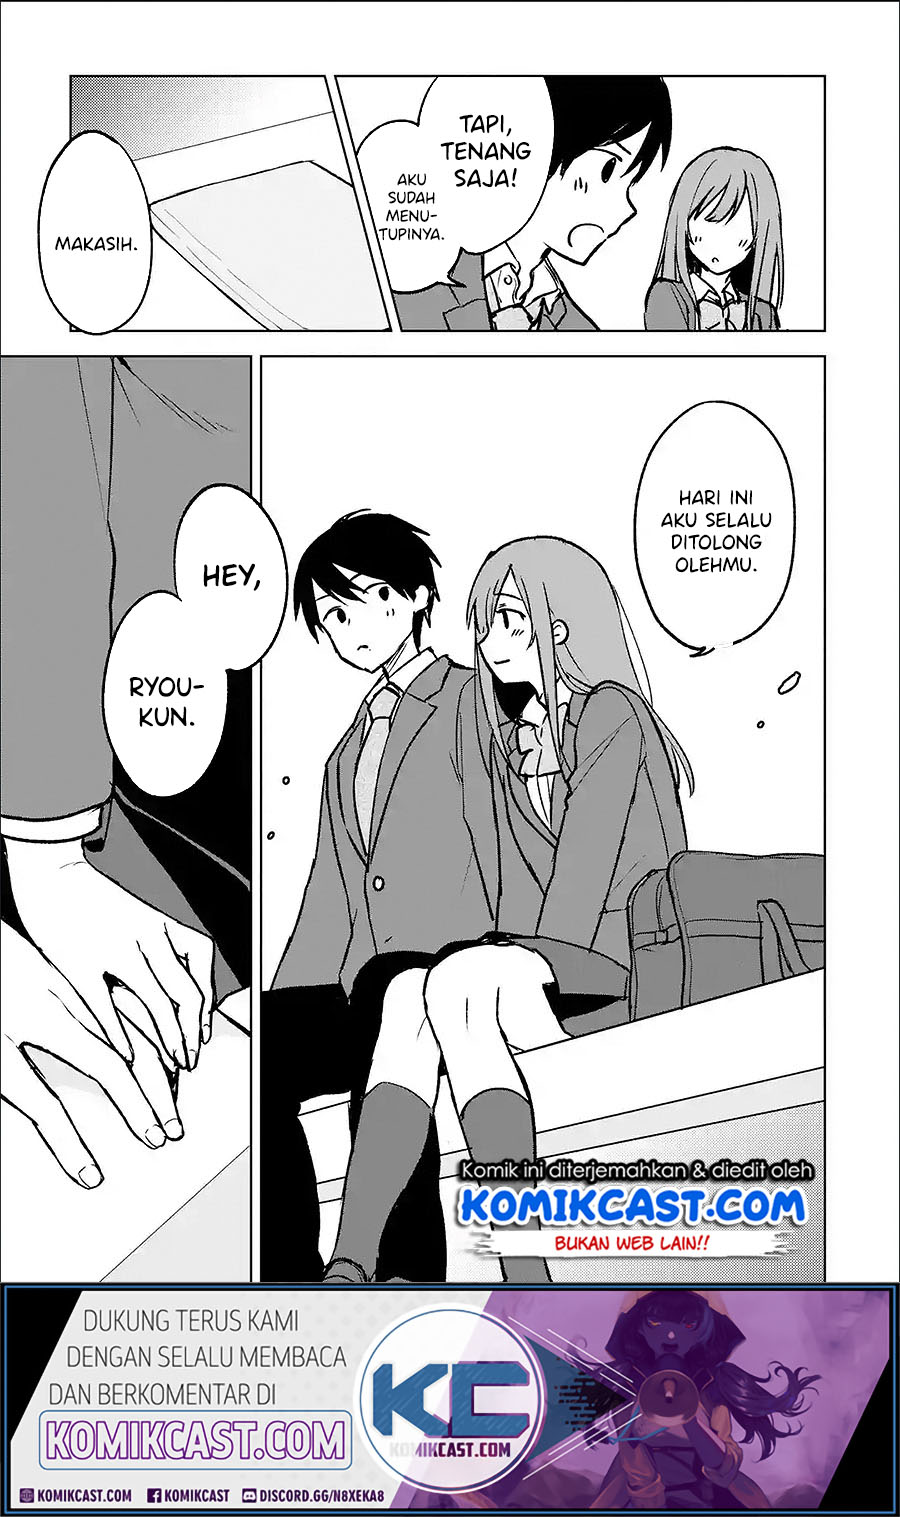 TAPI,
TENANG
SAJA!
AKU
SUDAH
MENU-
TUPINYA.
MAKASIH.
HARI INI
AKU SELALU
DITOLONG
OLEHMU.
HEY,
RYOU-
KUN.
Komik ini diterjemahkan & diedit oleh
KOMIKCAST.COM
BUKAN WEB LAIN!!
DUKUNG TERUS KAMI
DENGAN SELALU MEMBACA
DAN BERKOMENTAR DI
KOMIKCAST.COM
KC
KOMKCAST.COM
KOMIKCAST.COM
KOMIKCAST
DISCORD.GG/N8XEKA8